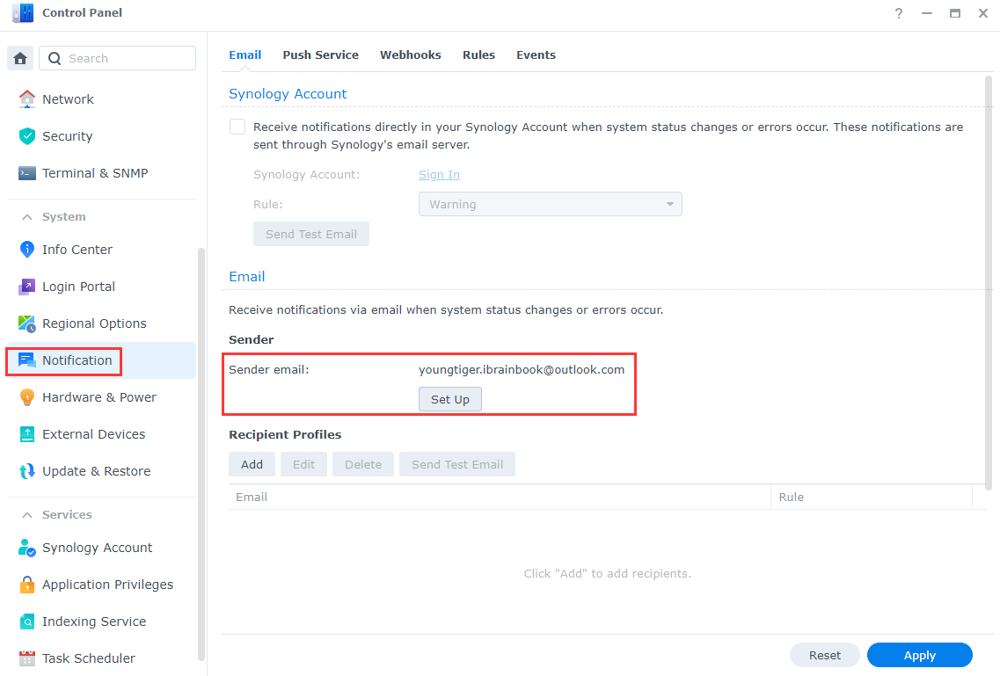 Control Panel
?
Search
Network
Security
Terminal & SNMP
System
Info Center
Login Portal
Regional Options
Notification
Hardware & Power
External Devices
Update & Restore
Services
Synology Account
Application Privileges
Indexing Service
Task Scheduler
Email Push Service Webhooks Rules Events
Synology Account
Receive notifications directly in your Synology Account when system status changes or errors occur. These notifications are
sent through Synology's email server.
Synology Account: Sign In
Rule: Warning
Send Test Email
Email
Receive notifications via email when system status changes or errors occur.
Sender
Sender email: youngtiger.ibrainbook@outlook.com
Set Up
Recipient Profiles
Add Edit Delete Send Test Email
Email Rule
Click "Add" to add recipients.
Reset Apply